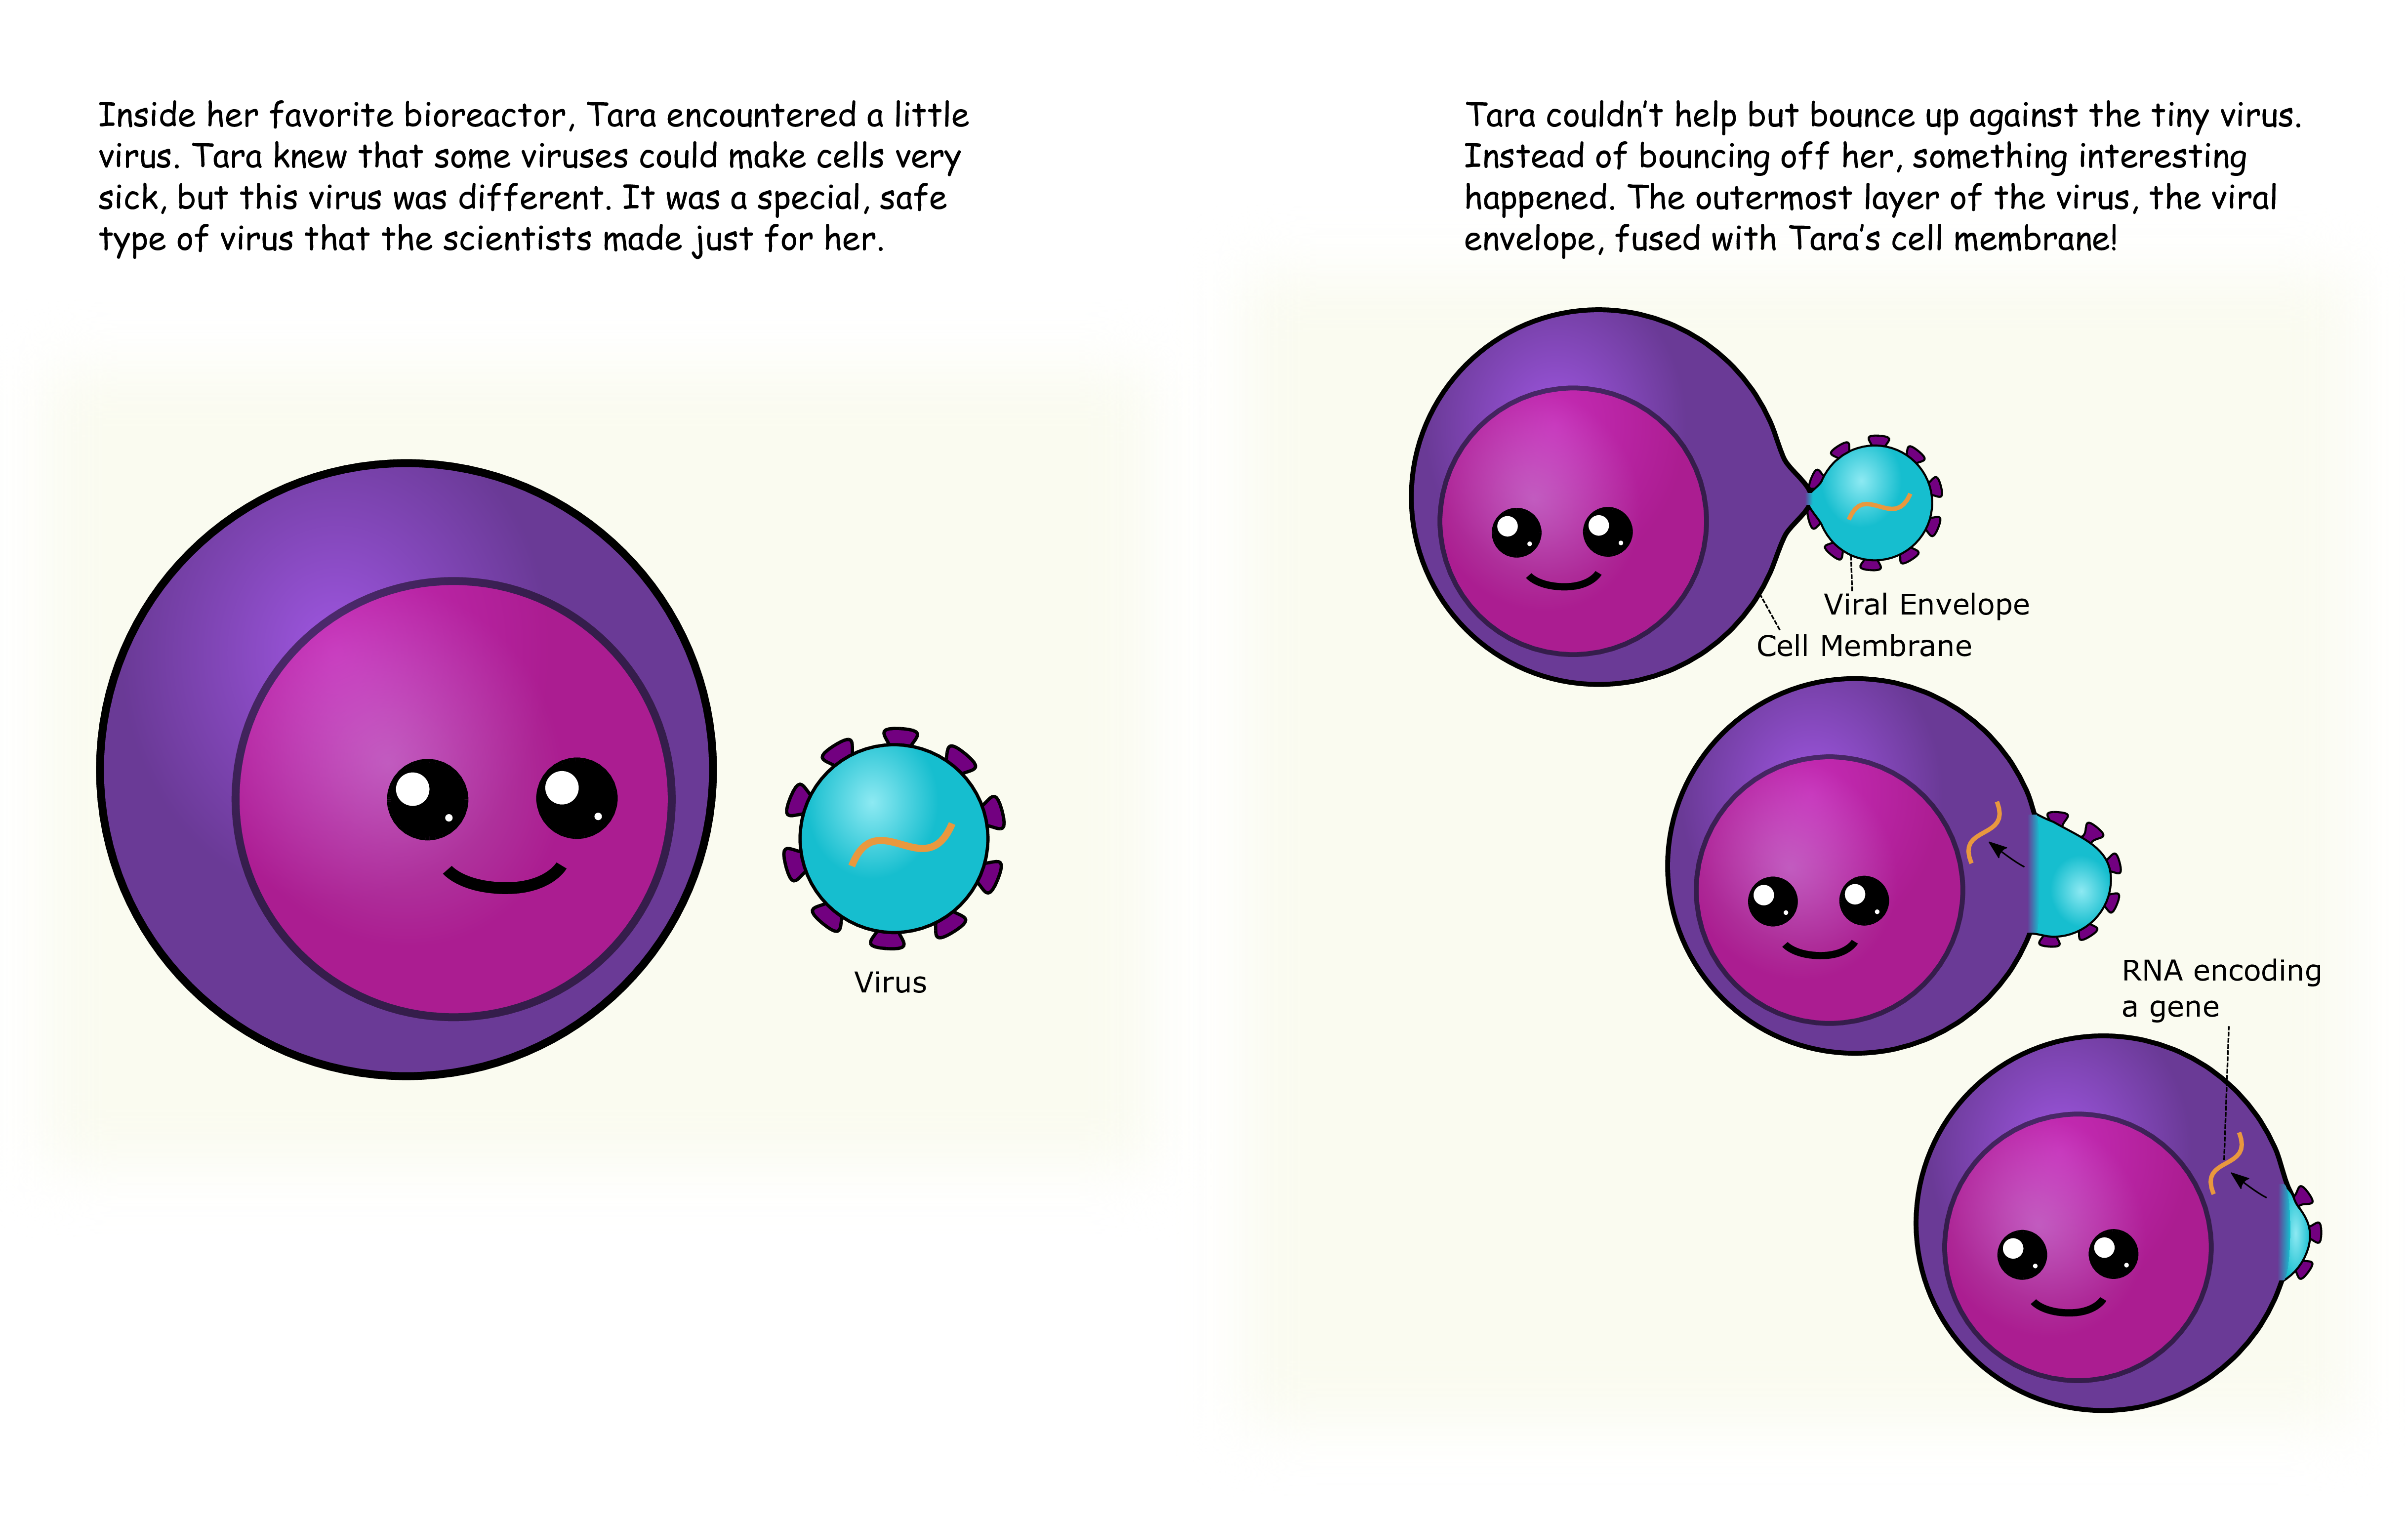 Inside her favorite bioreactor, Tara encountered a little
virus. Tara knew that some viruses could make cells very
sick, but this virus was different. It was a special, safe
type of virus that the scientists made just for her.
Virus
Tara couldn't help but bounce up against the tiny virus.
Instead of bouncing off her, something interesting
happened. The outermost layer of the virus, the viral
envelope, fused with Tara's cell membrane!
Viral Envelope
Cell Membrane
RNA encoding
a gene